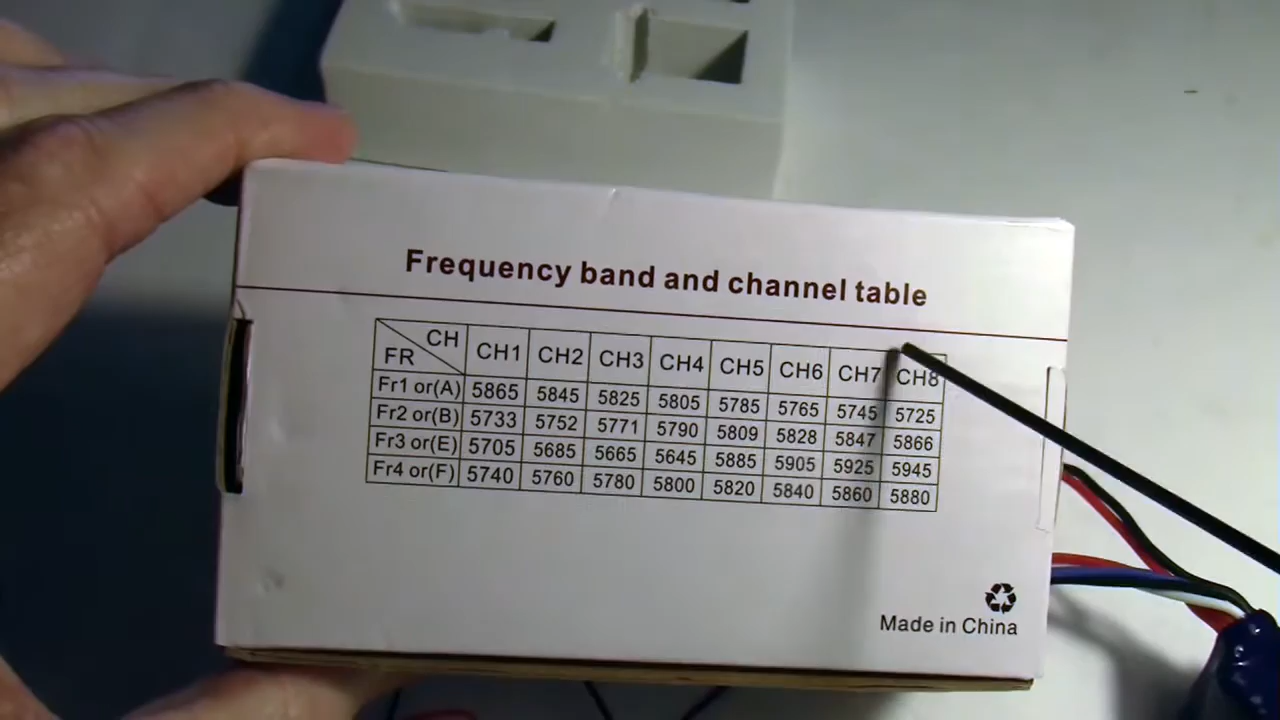 Frequency band and channel table
CH
FR
CH1 CH2 CH3 CH4 CH5 CH6 CH7 CH8
Fr1 or(A) 5865 5845 5825 5805 5785 5765 5745 5725
Fr2 or(B) 5733 5752 5771 5790 5809 5828 5847 5866
Fr3 or(E) 5705 5685 5665 5645 5885 5905 5925 5945
Fr4 or(F) 5740 5760 5780 5800 5820 5840 5860 5880
Made in China